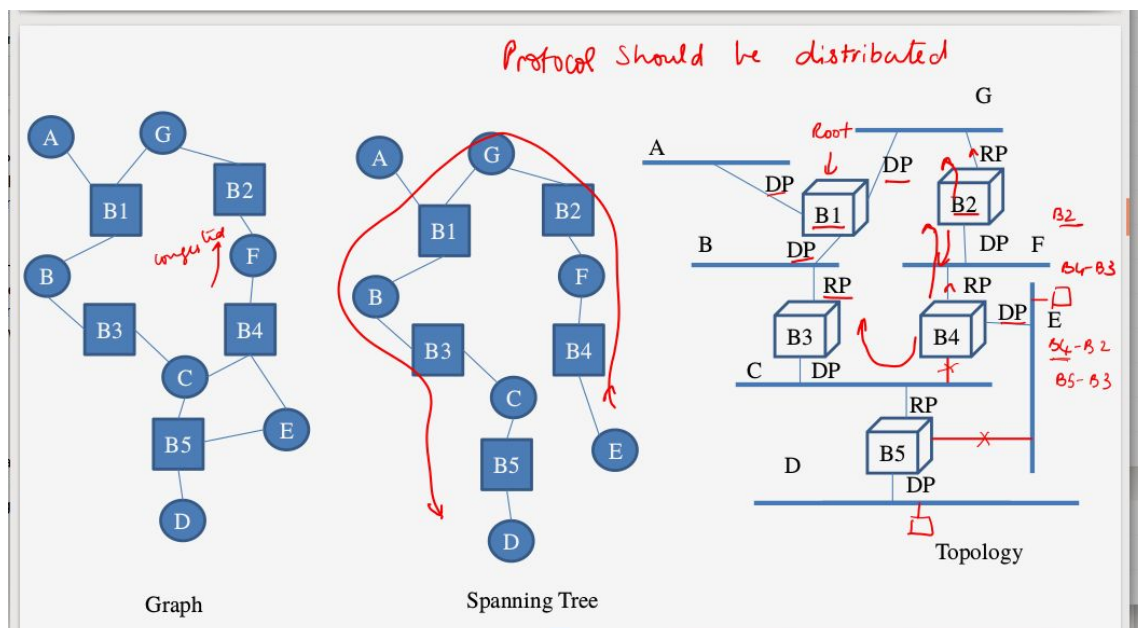 Protocol should be distributed
A
G
B1
B2
congested
F
B
B3
B4
C
B5
E
D
Graph
A
G
B1
B2
B
F
B3
B4
C
B5
E
D
Spanning Tree
G
Root
A
DP
DP
RP
B1
B2
B2
B
DP
DP
F
RP
RP
B4-B3
B3
B4
DP
E
B4-B2
C
DP
B5-B3
RP
B5
D
DP
Topology